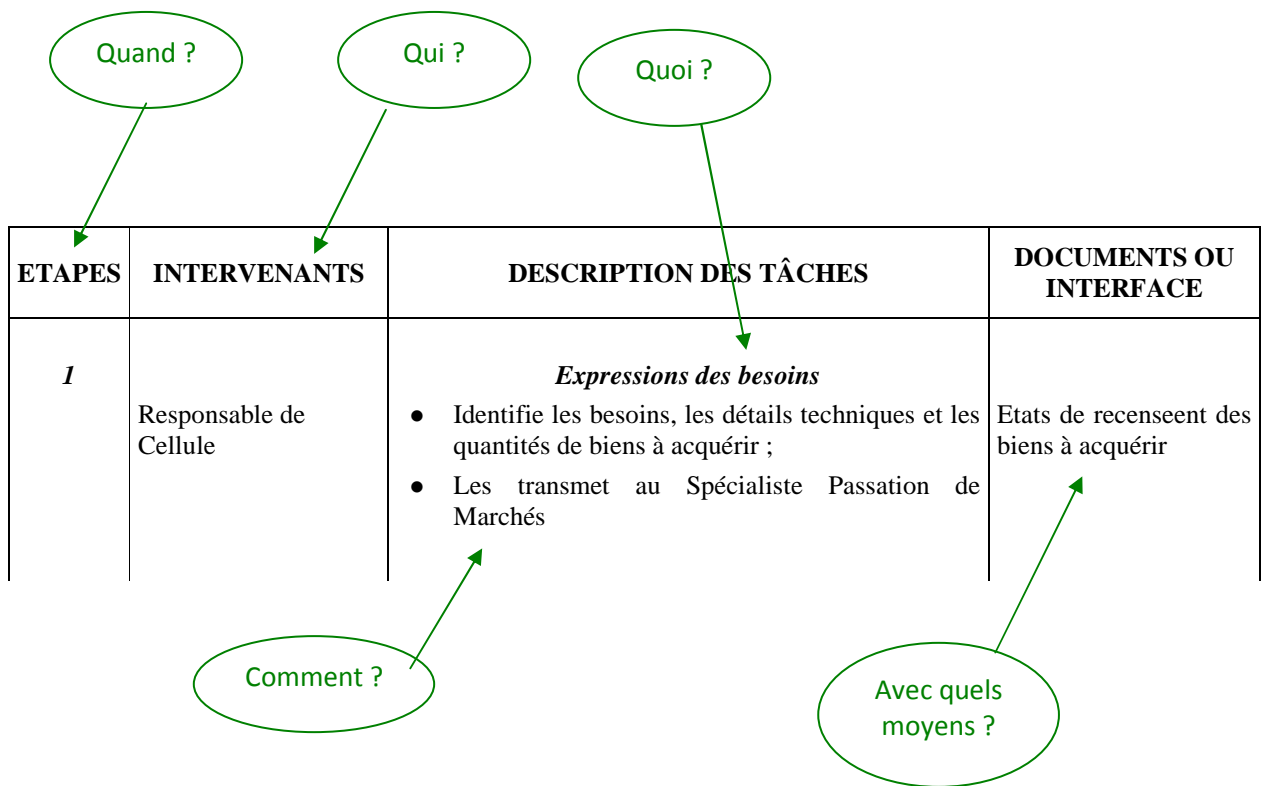 Quand ?
Qui ?
Quoi ?
ETAPES
INTERVENANTS
DESCRIPTION DES TÂCHES
DOCUMENTS OU
INTERFACE
1
Expressions des besoins
Responsable de
Cellule
● Identifie les besoins, les détails techniques et les
quantités de biens à acquérir ;
● Les transmet au Spécialiste Passation de
Marchés
Etats de recenseent des
biens à acquérir
Comment ?
Avec quels
moyens ?